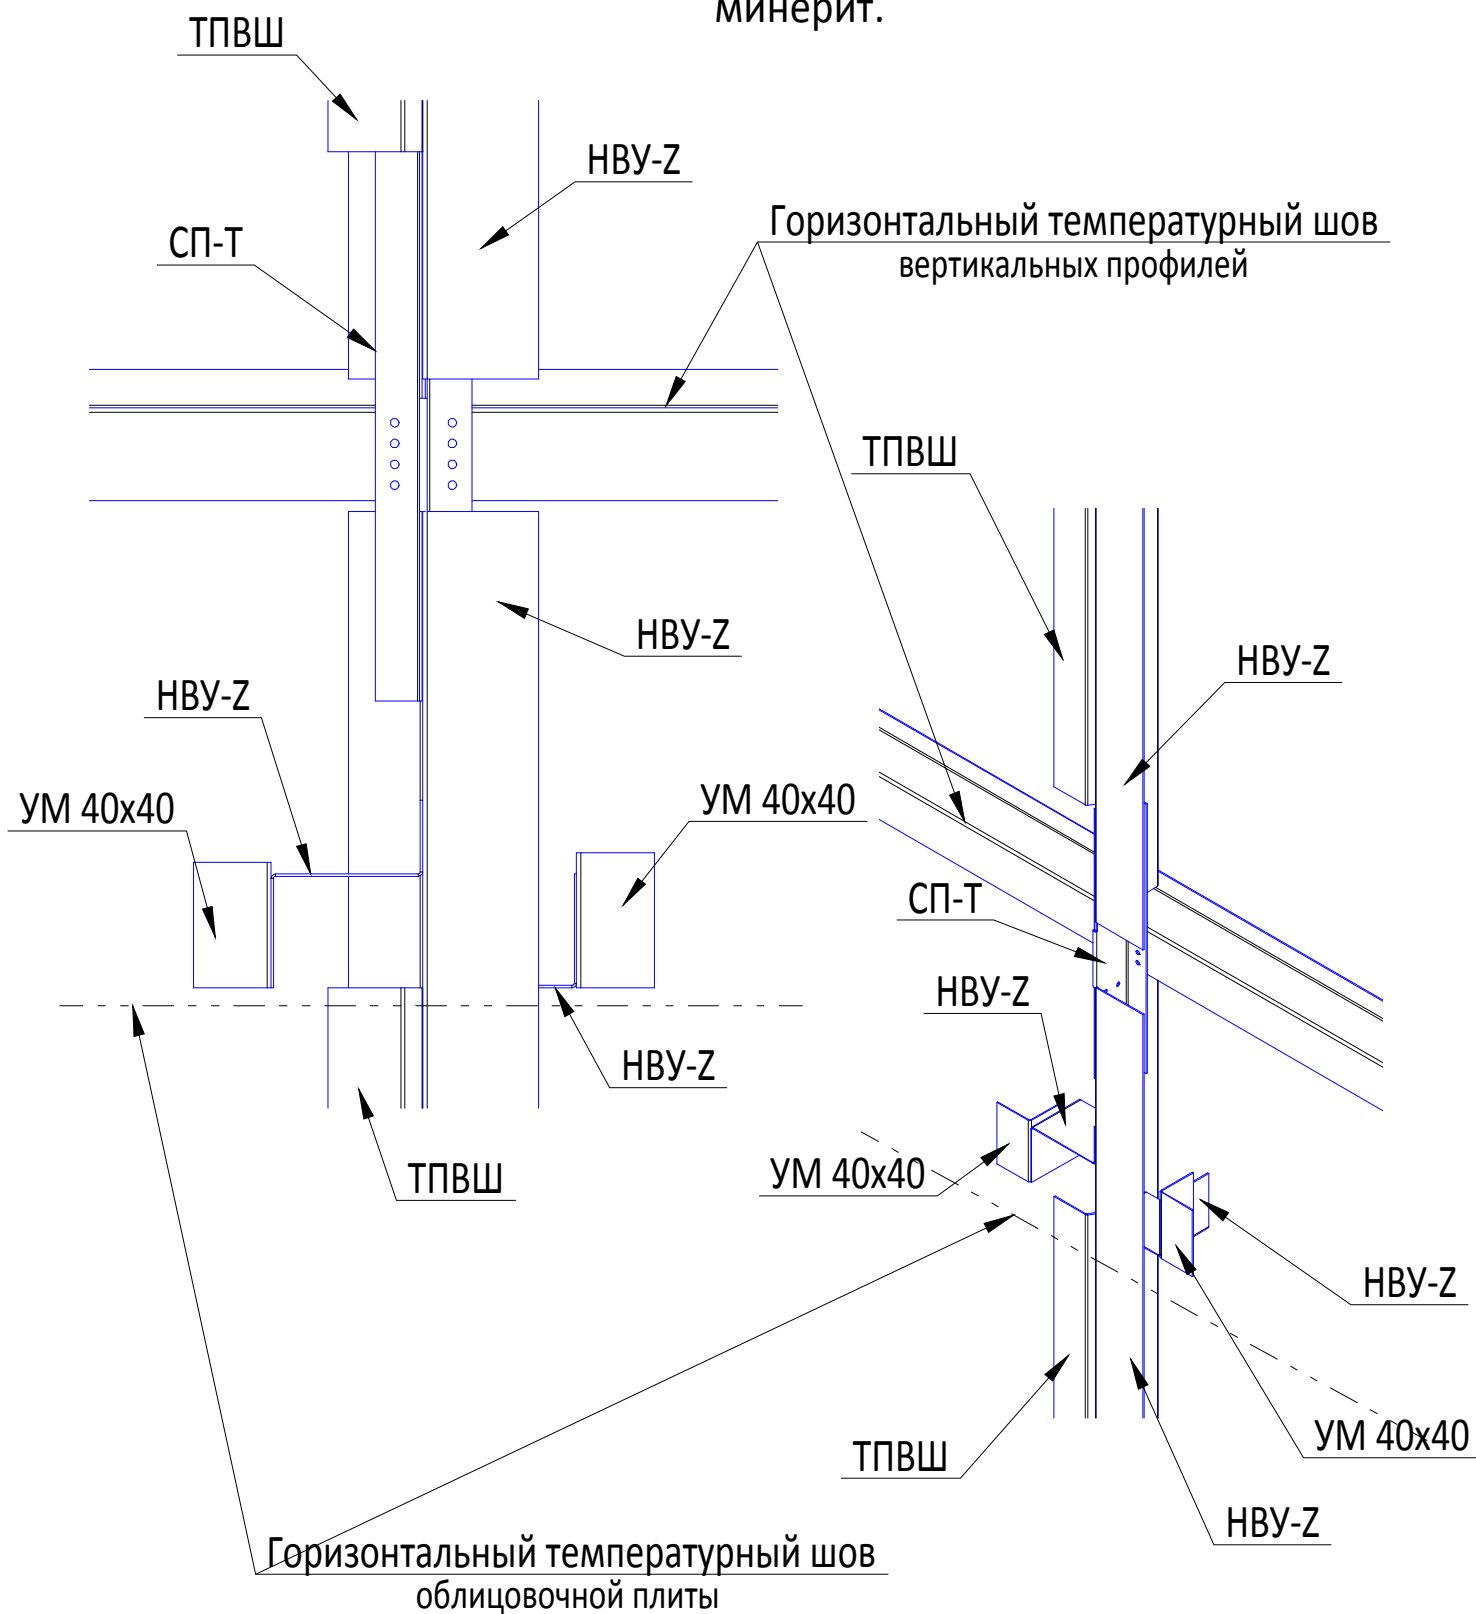 минерит.
ТПВШ
НВУ-Z
Горизонтальный температурный шов
вертикальных профилей
СП-Т
ТПВШ
НВУ-Z
НВУ-Z
НВУ-Z
УМ 40х40
УМ 40х40
СП-Т
НВУ-Z
НВУ-Z
УМ 40х40
ТПВШ
НВУ-Z
УМ 40х40
ТПВШ
НВУ-Z
Горизонтальный температурный шов
облицовочной плиты